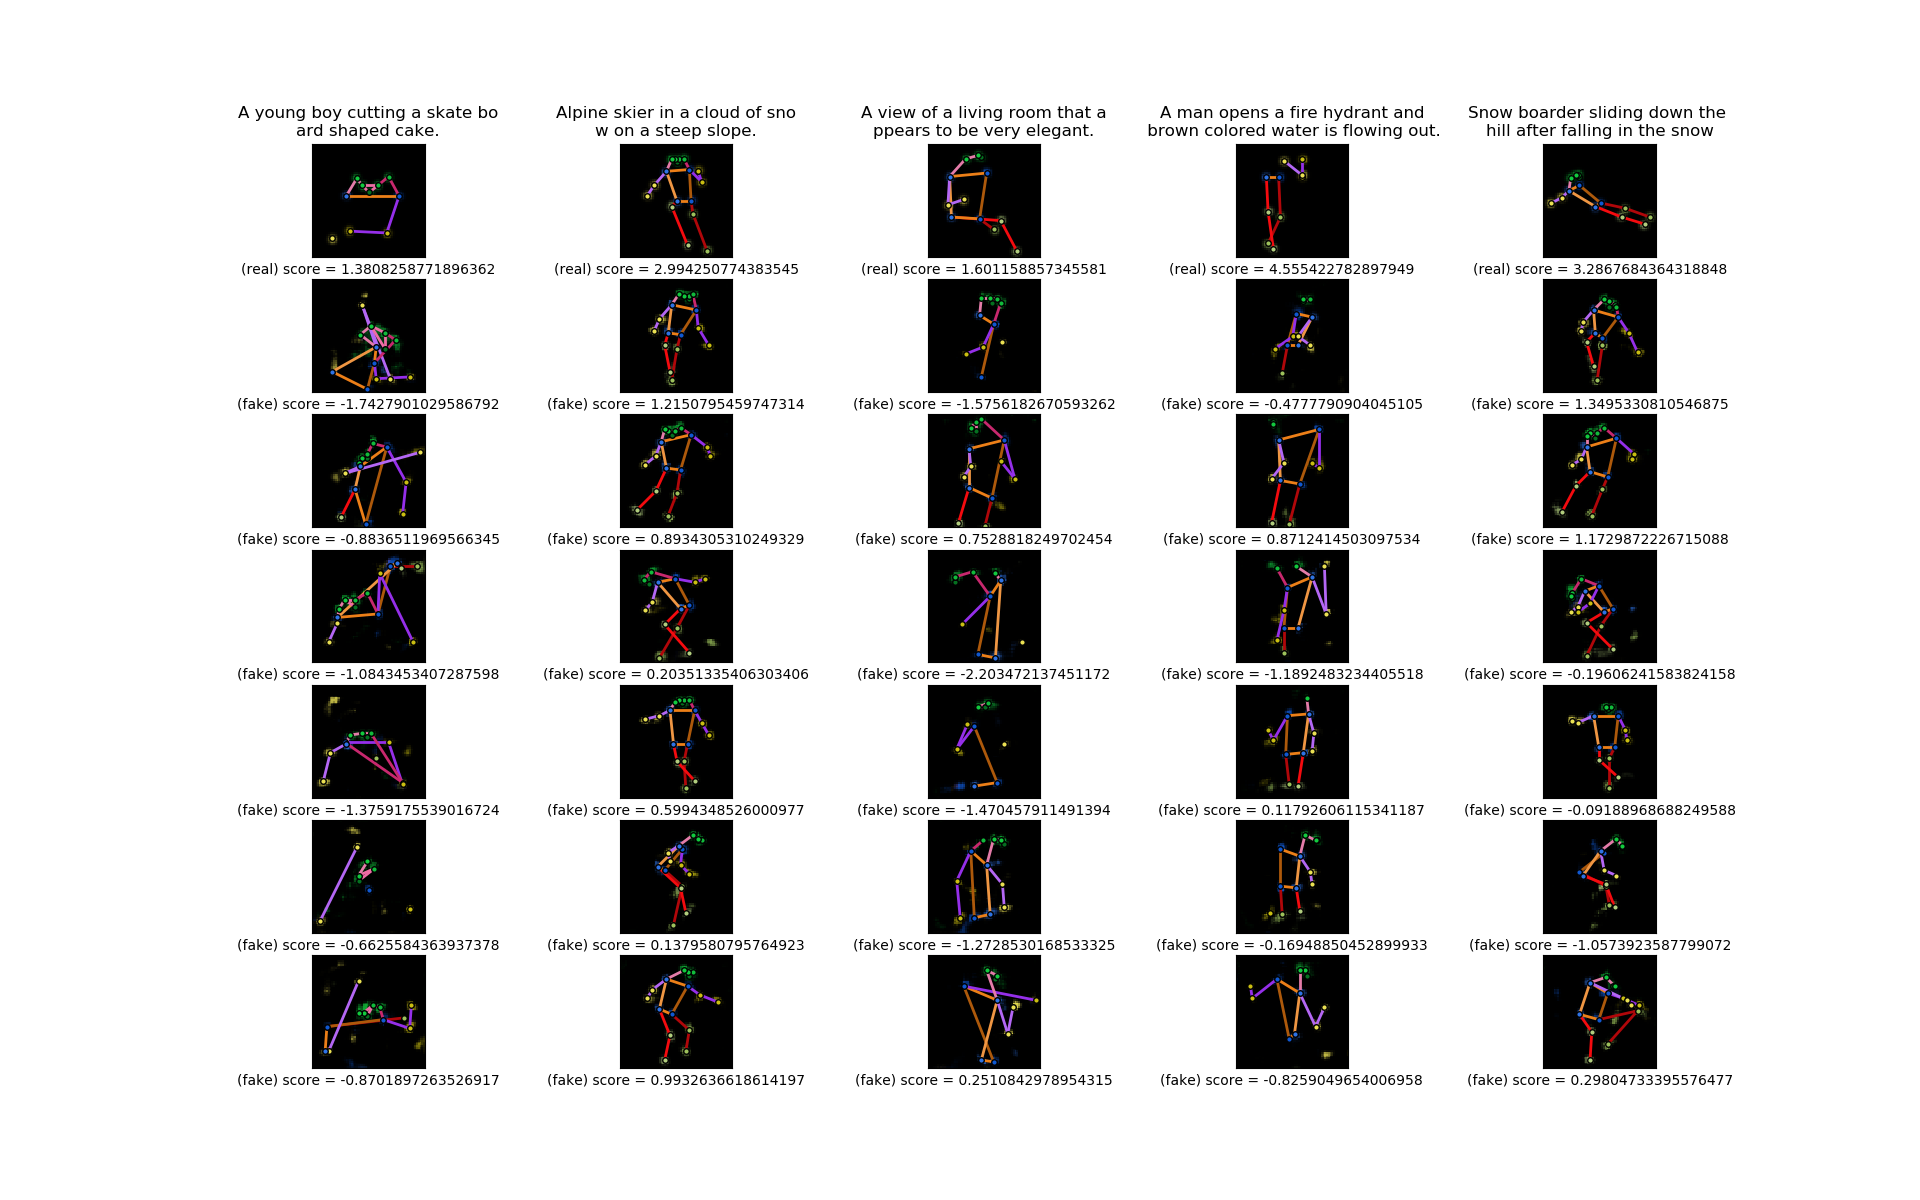 A young boy cutting a skate bo
ard shaped cake.
Alpine skier in a cloud of sno
w on a steep slope.
A view of a living room that a
ppears to be very elegant.
A man opens a fire hydrant and
brown colored water is flowing out.
Snow boarder sliding down the
hill after falling in the snow
(real) score = 1.3808258771896362
(real) score = 2.994250774383545
(real) score = 1.601158857345581
(real) score = 4.555422782897949
(real) score = 3.2867684364318848
(fake) score = -1.7427901029586792
(fake) score = 1.2150795459747314
(fake) score = -1.5756182670593262
(fake) score = -0.4777790904045105
(fake) score = 1.3495330810546875
(fake) score = -0.8836511969566345
(fake) score = 0.8934305310249329
(fake) score = 0.7528818249702454
(fake) score = 0.8712414503097534
(fake) score = 1.1729872226715088
(fake) score = -1.0843453407287598
(fake) score = 0.20351335406303406
(fake) score = -2.203472137451172
(fake) score = -1.1892483234405518
(fake) score = -0.19606241583824158
(fake) score = -1.3759175539016724
(fake) score = 0.5994348526000977
(fake) score = -1.470457911491394
(fake) score = 0.11792606115341187
(fake) score = -0.09188968688249588
(fake) score = -0.6625584363937378
(fake) score = 0.1379580795764923
(fake) score = -1.2728530168533325
(fake) score = -0.16948850452899933
(fake) score = -1.0573923587799072
(fake) score = -0.8701897263526917
(fake) score = 0.9932636618614197
(fake) score = 0.2510842978954315
(fake) score = -0.8259049654006958
(fake) score = 0.29804733395576477